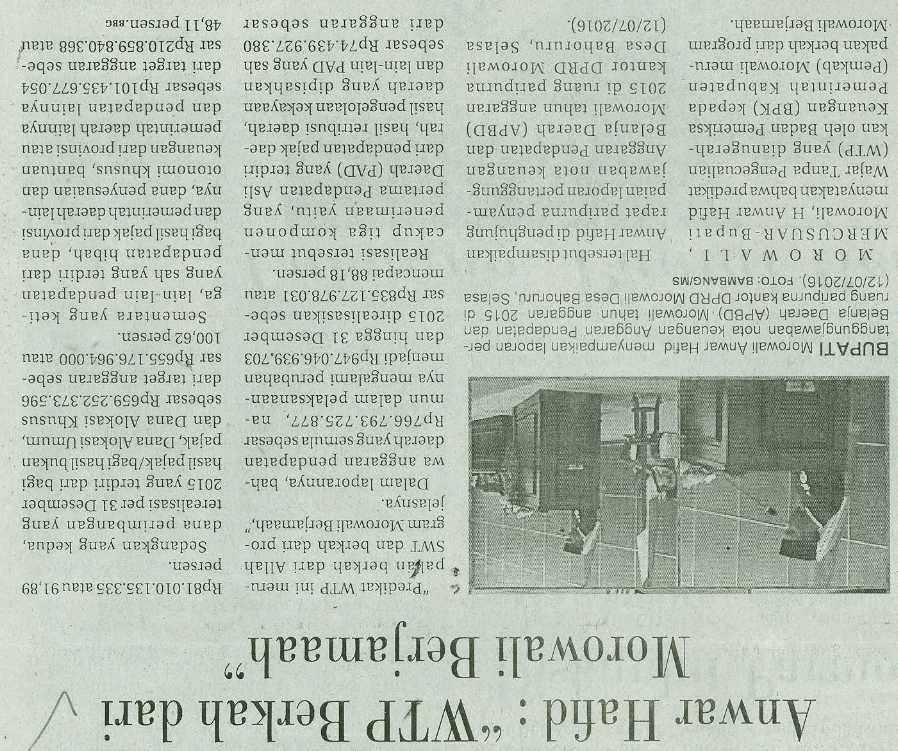 Anwar Hafid : “WTP Berkah dari
Morowali Berjamaah”
BUPATI Morowali Anwar Hafid menyampaikan laporan per-
tanggungjawaban nota keuangan Anggaran Pendapatan dan
Belanja Daerah (APBD) Morowali tahun anggaran 2015 di
ruang paripurna kantor DPRD Morowali Desa Bahoruru, Selasa
(12/07/2016). FOTO: BAMBANG/MS
MOROWALI,
MERCUSUAR-Bupati
Morowali, H Anwar Hafid
menyatakan bahwa predikat
Wajar Tanpa Pengecualian
(WTP) yang dianugerah-
kan oleh Badan Pemeriksa
Keuangan (BPK) kepada
Pemerintah Kabupaten
(Pemkab) Morowali meru-
pakan berkah dari program
Morowali Berjamaah.
Hal tersebut disampaikan
Anwar Hafid di penghujung
rapat paripurna penyam-
paian laporan pertanggung-
jawaban nota keuangan
Anggaran Pendapatan dan
Belanja Daerah (APBD)
Morowali tahun anggaran
2015 di ruang paripurna
kantor DPRD Morowali
Desa Bahoruru, Selasa
(12/07/2016).
“Predikat WTP ini meru-
pakan berkah dari Allah
SWT dan berkah dari pro-
gram Morowali Berjamaah,”
jelasnya.
Dalam laporannya, bah-
wa anggaran pendapatan
daerah yang semula sebesar
Rp766.793.725.877, na-
mun dalam pelaksanaan-
nya mengalami perubahan
menjadi Rp947.046.939.703
dan hingga 31 Desember
2015 direalisasikan sebe-
sar Rp835.127.978.031 atau
mencapai 88,18 persen.
Realisasi tersebut men-
cakup tiga komponen
penerimaan yaitu, yang
pertama Pendapatan Asli
Daerah (PAD) yang terdiri
dari pendapatan pajak dae-
rah, hasil retribusi daerah,
hasil pengelolaan kekayaan
daerah yang dipisahkan
dan lain-lain PAD yang sah
sebesar Rp74.439.927.380
dari anggaran sebesar
Rp81.010.135.335 atau 91,89
persen.
Sedangkan yang kedua,
dana perimbangan yang
terealisasi per 31 Desember
2015 yang terdiri dari bagi
hasil pajak/bagi hasil bukan
pajak, Dana Alokasi Umum,
dan Dana Alokasi Khusus
sebesar Rp659.252.373.596
dari target anggaran sebe-
sar Rp655.176.964.000 atau
100,62 persen.
Sementara yang keti-
ga, lain-lain pendapatan
yang sah yang terdiri dari
pendapatan hibah, dana
bagi hasil pajak dari provinsi
dan pemerintah daerah lain-
nya, dana penyesuaian dan
otonomi khusus, bantuan
keuangan dari provinsi atau
pemerintah daerah lainnya
dan pendapatan lainnya
sebesar Rp101.435.677.054
dari target anggaran sebe-
sar Rp210.859.840.368 atau
48,11 persen. BBG